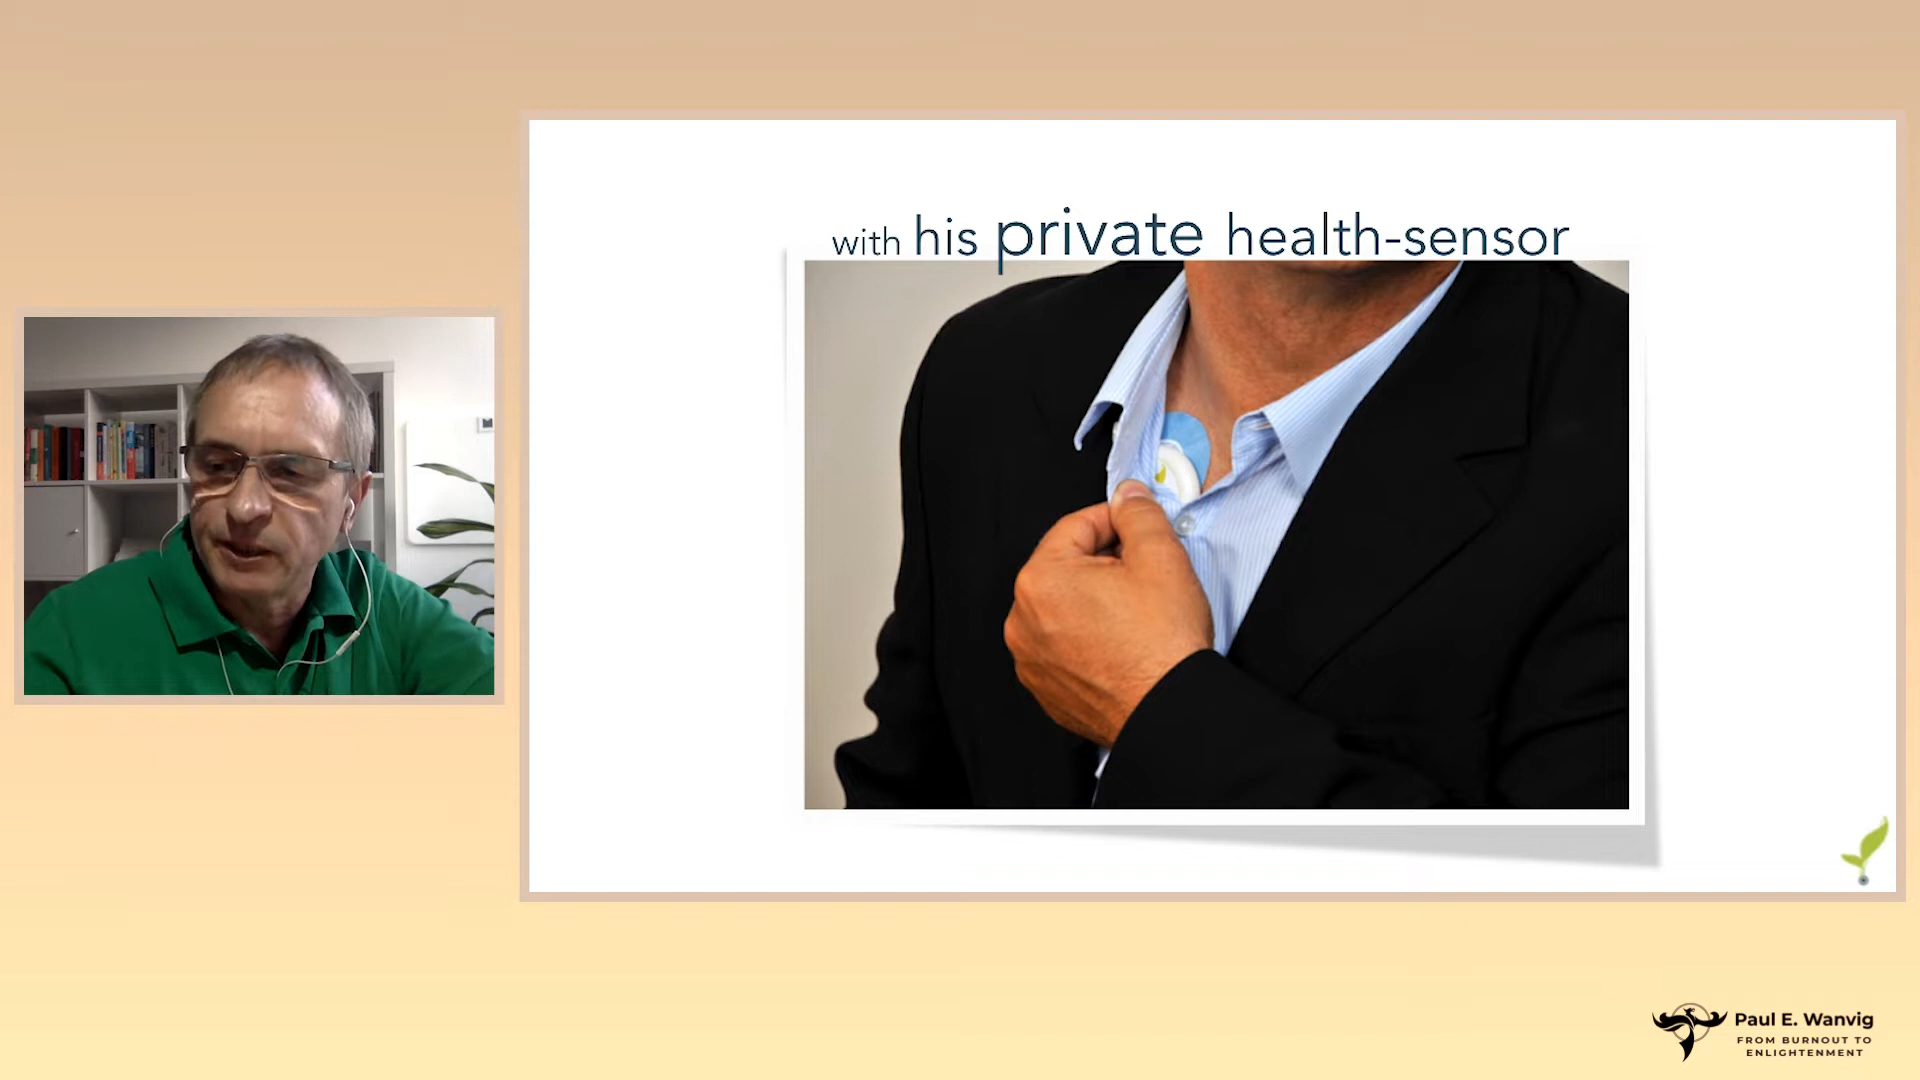 with his private health-sensor
Paul E. Wanvig
FROM BURNOUT TO
ENLIGHTENMENT